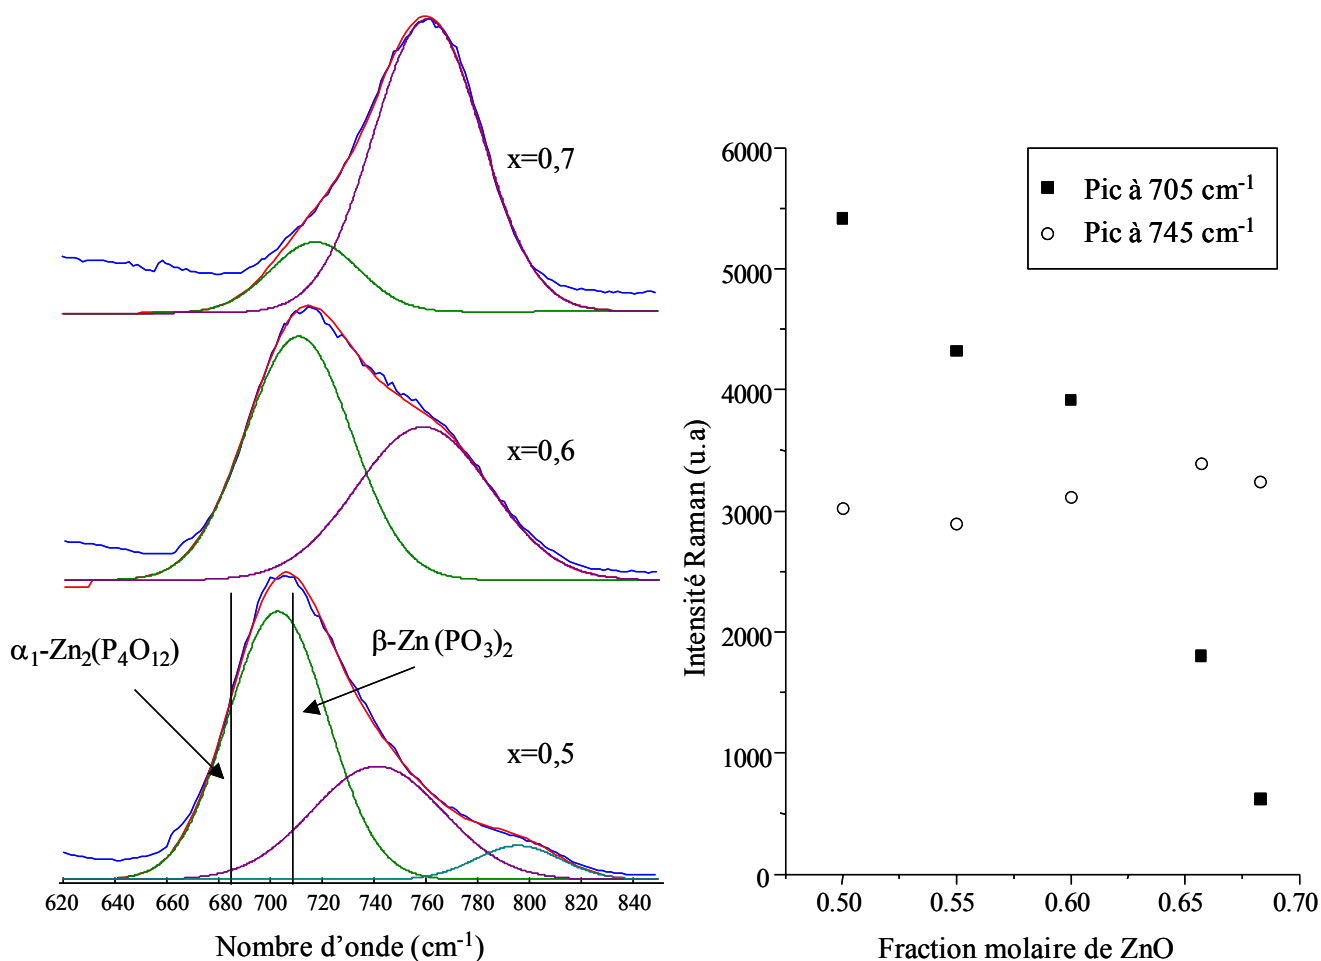 x=0,7
x=0,6
α₁-Zn₂(P₄O₁₂)
β-Zn (PO₃)₂
x=0,5
620 640 660 680 700 720 740 760 780 800 820 840
Nombre d’onde (cm⁻¹)
Intensité Raman (u.a)
6000
5000
4000
3000
2000
1000
0
Pic à 705 cm⁻¹
Pic à 745 cm⁻¹
0.50 0.55 0.60 0.65 0.70
Fraction molaire de ZnO